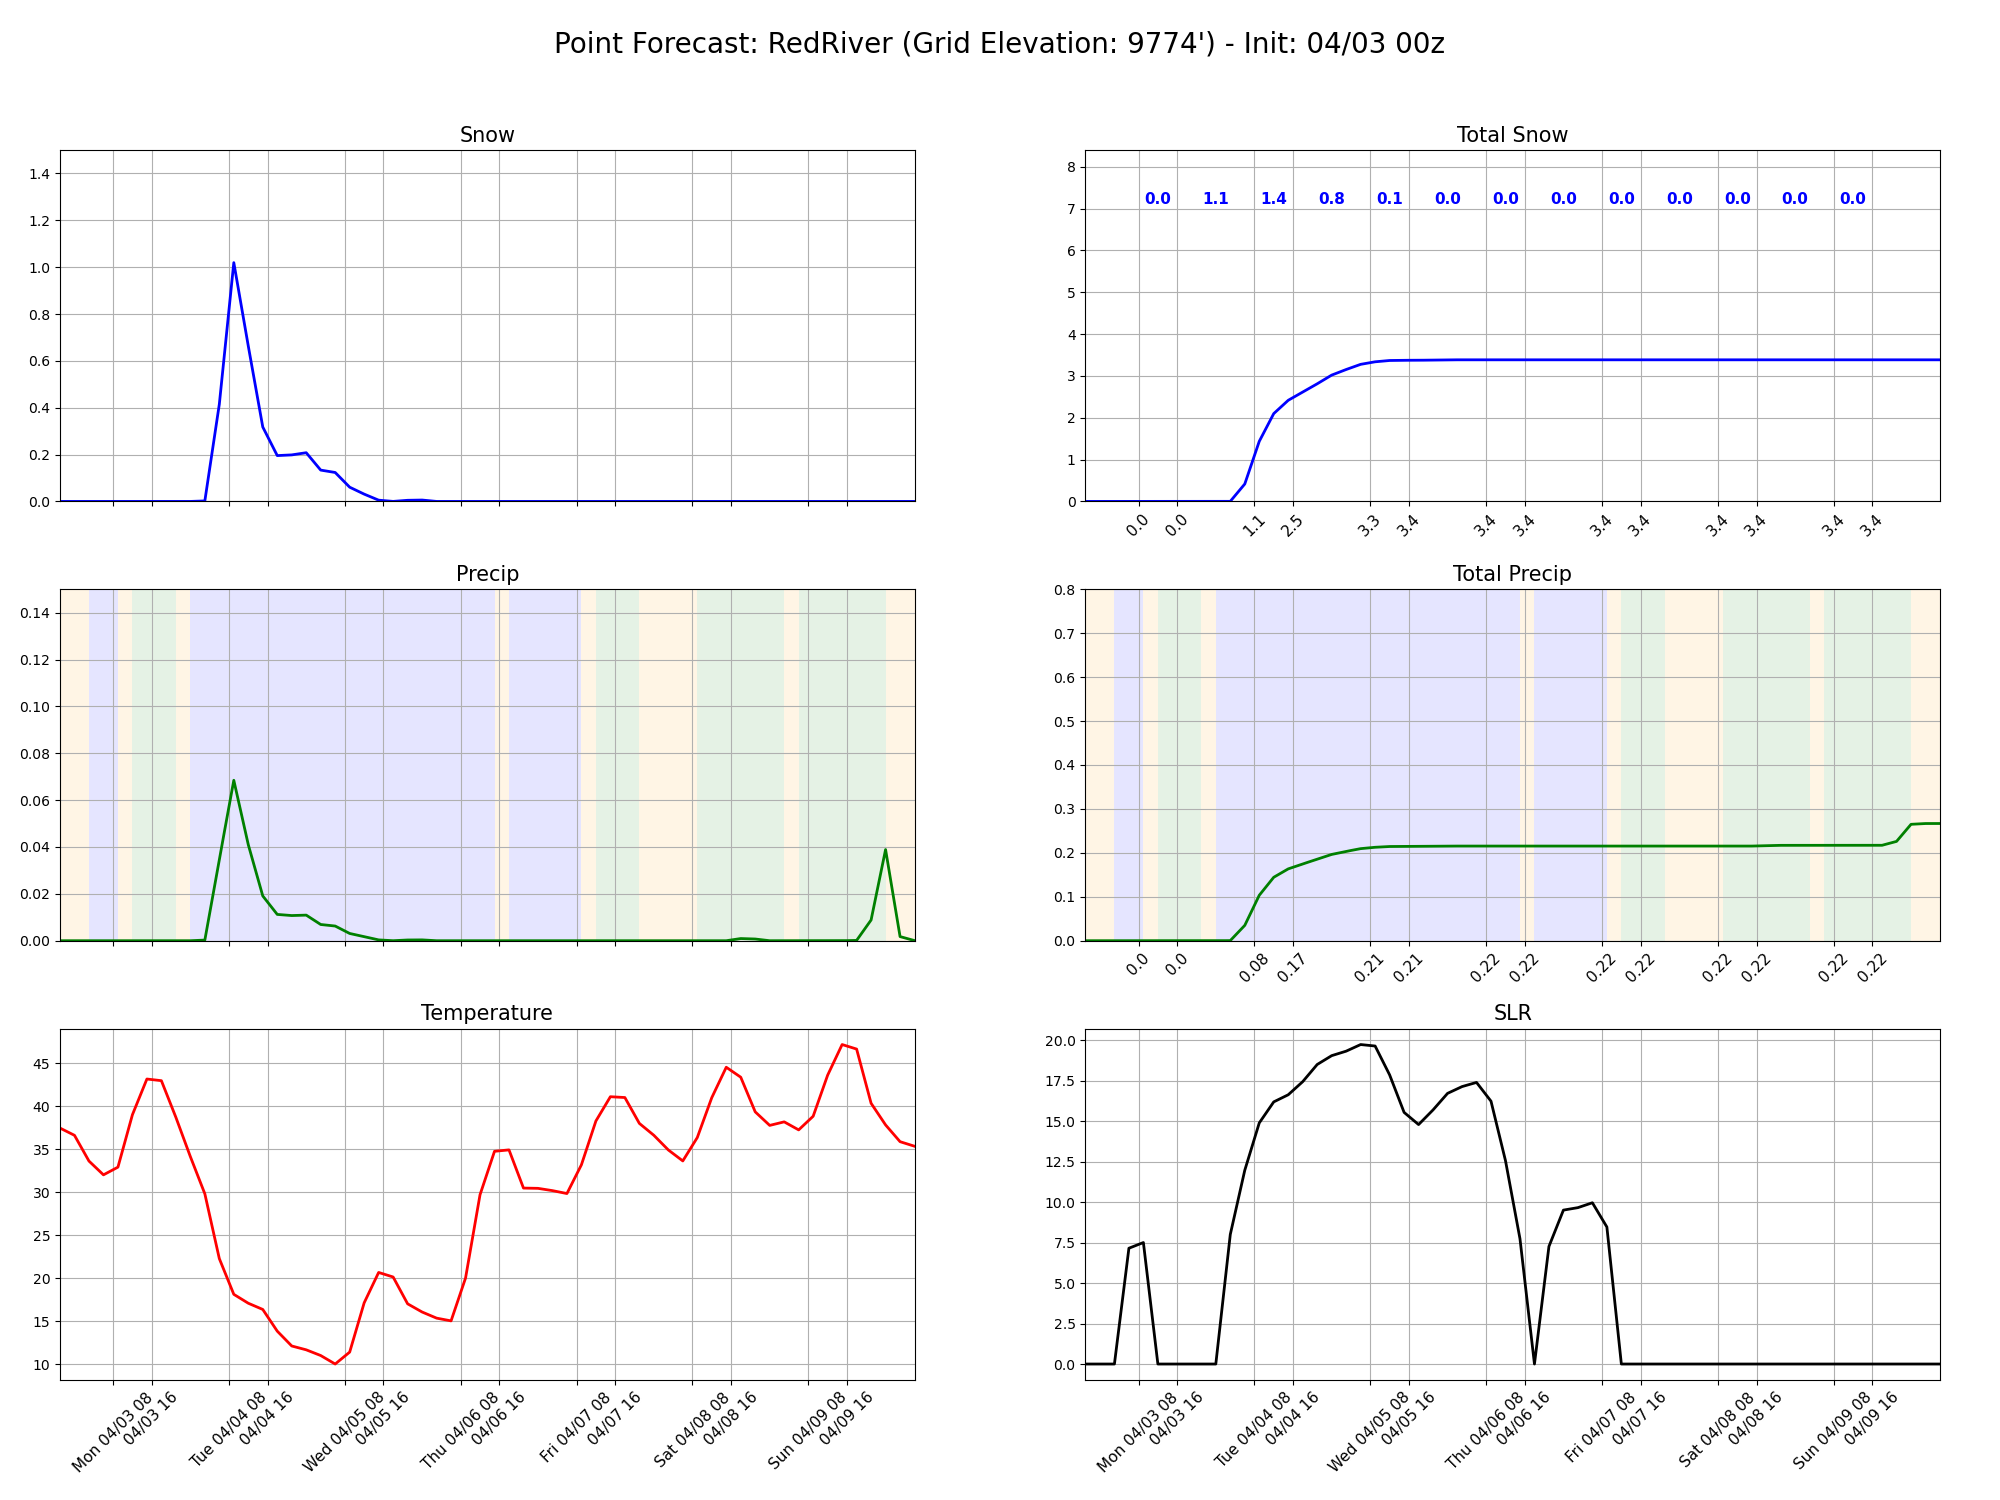 Point Forecast: RedRiver (Grid Elevation: 9774') - Init: 04/03 00z
Snow
1.4
1.2
1.0
0.8
0.6
0.4
0.2
0.0
Total Snow
8
7
6
5
4
3
2
1
0
0.0 1.1 1.4 0.8 0.1 0.0 0.0 0.0 0.0 0.0 0.0 0.0 0.0
0.0 0.0 1.1 2.5 3.3 3.4 3.4 3.4 3.4 3.4 3.4 3.4 3.4 3.4
Precip
0.14
0.12
0.10
0.08
0.06
0.04
0.02
0.00
Total Precip
0.8
0.7
0.6
0.5
0.4
0.3
0.2
0.1
0.0
0.0 0.0 0.08 0.17 0.21 0.21 0.22 0.22 0.22 0.22 0.22 0.22 0.22 0.22
Temperature
45
40
35
30
25
20
15
10
Mon 04/03 08
04/03 16
Tue 04/04 08
04/04 16
Wed 04/05 08
04/05 16
Thu 04/06 08
04/06 16
Fri 04/07 08
04/07 16
Sat 04/08 08
04/08 16
Sun 04/09 08
04/09 16
SLR
20.0
17.5
15.0
12.5
10.0
7.5
5.0
2.5
0.0
Mon 04/03 08
04/03 16
Tue 04/04 08
04/04 16
Wed 04/05 08
04/05 16
Thu 04/06 08
04/06 16
Fri 04/07 08
04/07 16
Sat 04/08 08
04/08 16
Sun 04/09 08
04/09 16